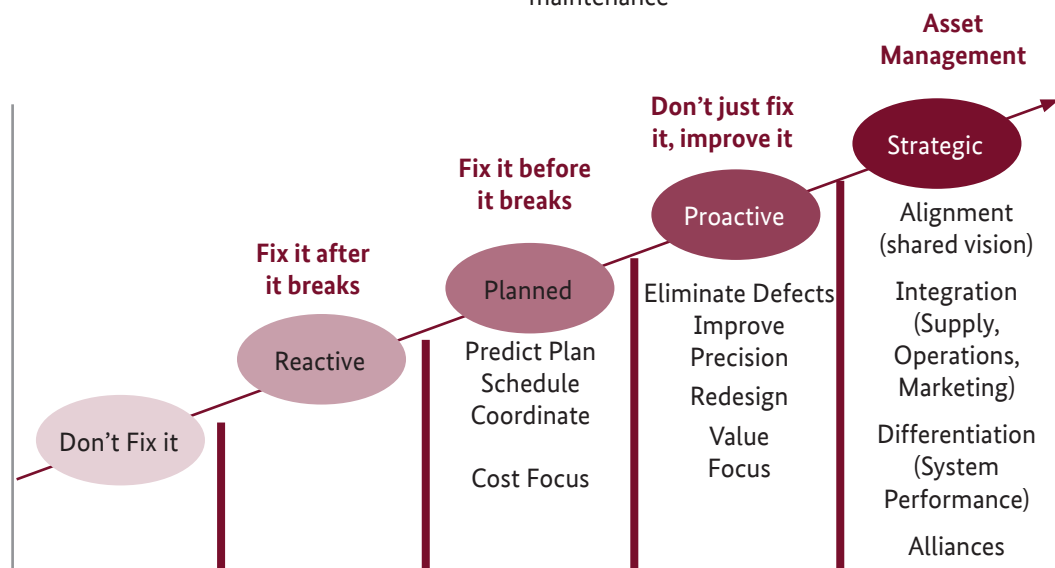 maintenance
Asset
Management
Don't just fix
it, improve it
Strategic
Fix it before
it breaks
Proactive
Alignment
(shared vision)
Fix it after
it breaks
Planned
Eliminate Defects
Improve
Precision
Redesign
Value
Focus
Integration
(Supply,
Operations,
Marketing)
Reactive
Predict Plan
Schedule
Coordinate
Cost Focus
Differentiation
(System
Performance)
Don't Fix it
Alliances